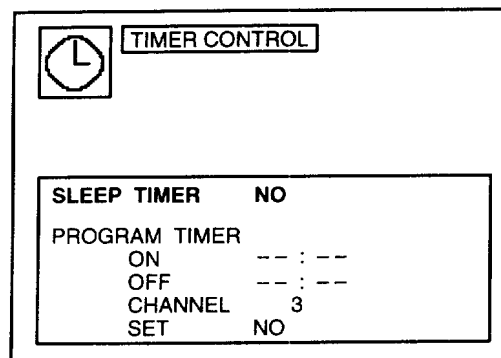 TIMER CONTROL
SLEEP TIMER NO
PROGRAM TIMER
ON -- : --
OFF -- : --
CHANNEL 3
SET NO